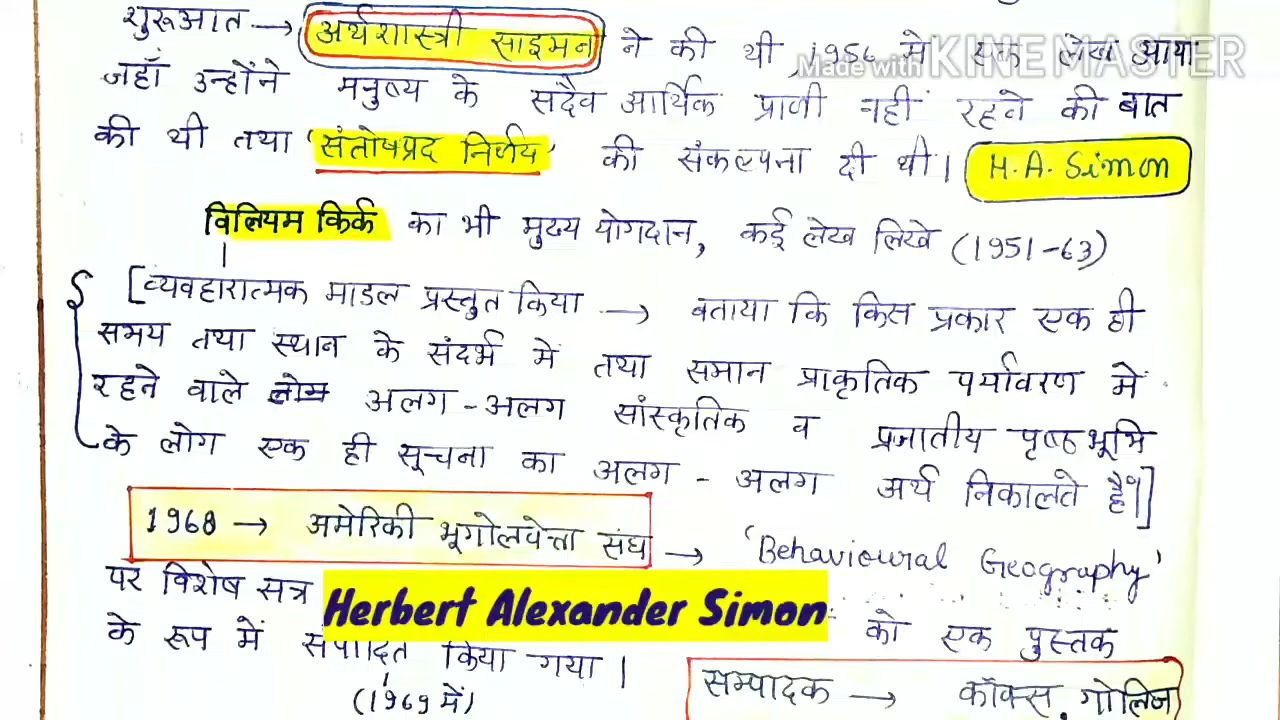 शुरूआत → अर्थशास्त्री साइमन ने की थी, 1956 मे एक लेख आया
Made with KINEMASTER
जहाँ उन्होंने मनुष्य के सदैव आर्थिक प्राणी नहीं रहने की बात
की थी तथा 'संतोषप्रद निर्णय' की संकल्पना दी थी। H.A. Simon
विलियम किर्क का भी मुख्य योगदान, कई लेख लिखे (1951-63)
[व्यवहारात्मक माडल प्रस्तुत किया → बताया कि किस प्रकार एक ही
समय तथा स्थान के संदर्भ में तथा समान प्राकृतिक पर्यावरण मे
रहने वाले अलग-अलग सांस्कृतिक व प्रजातीय पृष्ठभूमि
के लोग एक ही सूचना का अलग - अलग अर्थ निकालते है।]
1968 → अमेरिकी भूगोलवेत्ता संघ → 'Behavioural Geography'
पर विशेष सत्र को एक पुस्तक
Herbert Alexander Simon
के रूप में संपादित किया गया।
(1969 में)
सम्पादक → कॉक्स, गोलिज